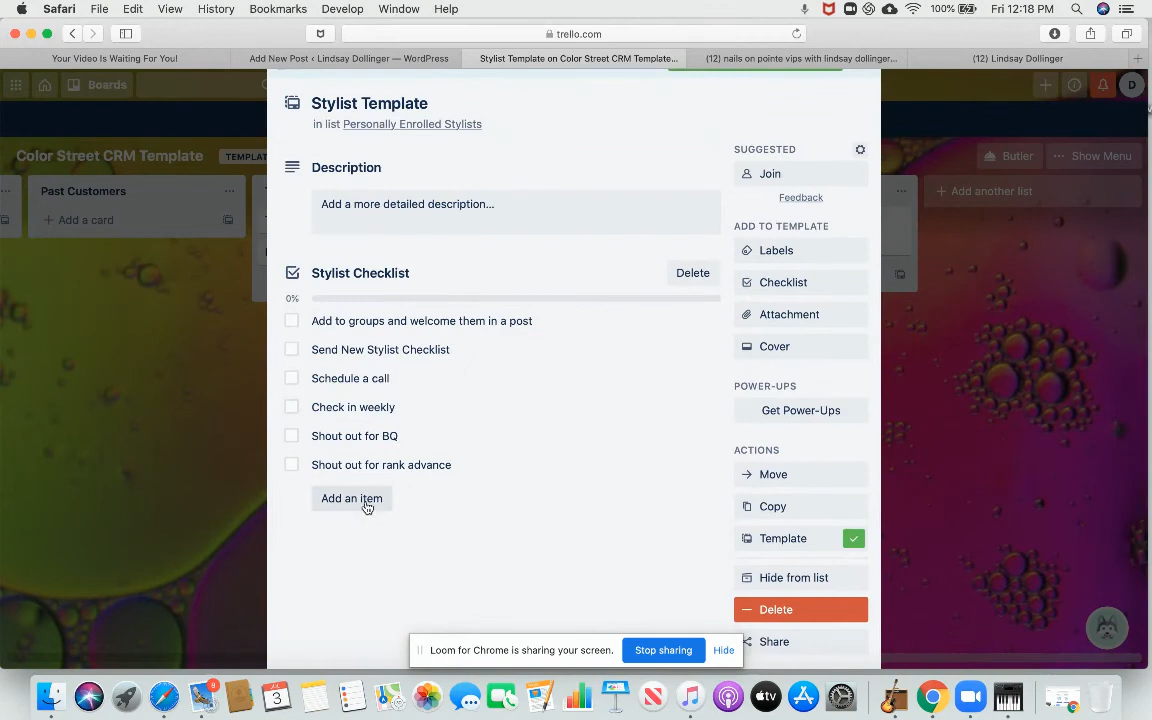 Safari File Edit View History Bookmarks Develop Window Help 100% Fri 12:18 PM
trello.com
Your Video Is Waiting For You! Add New Post ‹ Lindsay Dollinger — WordPress Stylist Template on Color Street CRM Template... (12) nails on pointe vips with lindsay dollinger... (12) Lindsay Dollinger
Boards D
Color Street CRM Template TEMPLAT Butler Show Menu
Past Customers
Add a card
Add another list
Stylist Template
in list Personally Enrolled Stylists
Description
Add a more detailed description...
Stylist Checklist Delete
0%
Add to groups and welcome them in a post
Send New Stylist Checklist
Schedule a call
Check in weekly
Shout out for BQ
Shout out for rank advance
Add an item
SUGGESTED
Join
Feedback
ADD TO TEMPLATE
Labels
Checklist
Attachment
Cover
POWER-UPS
Get Power-Ups
ACTIONS
Move
Copy
Template
Hide from list
Delete
Share
Loom for Chrome is sharing your screen. Stop sharing Hide
8
3
tv